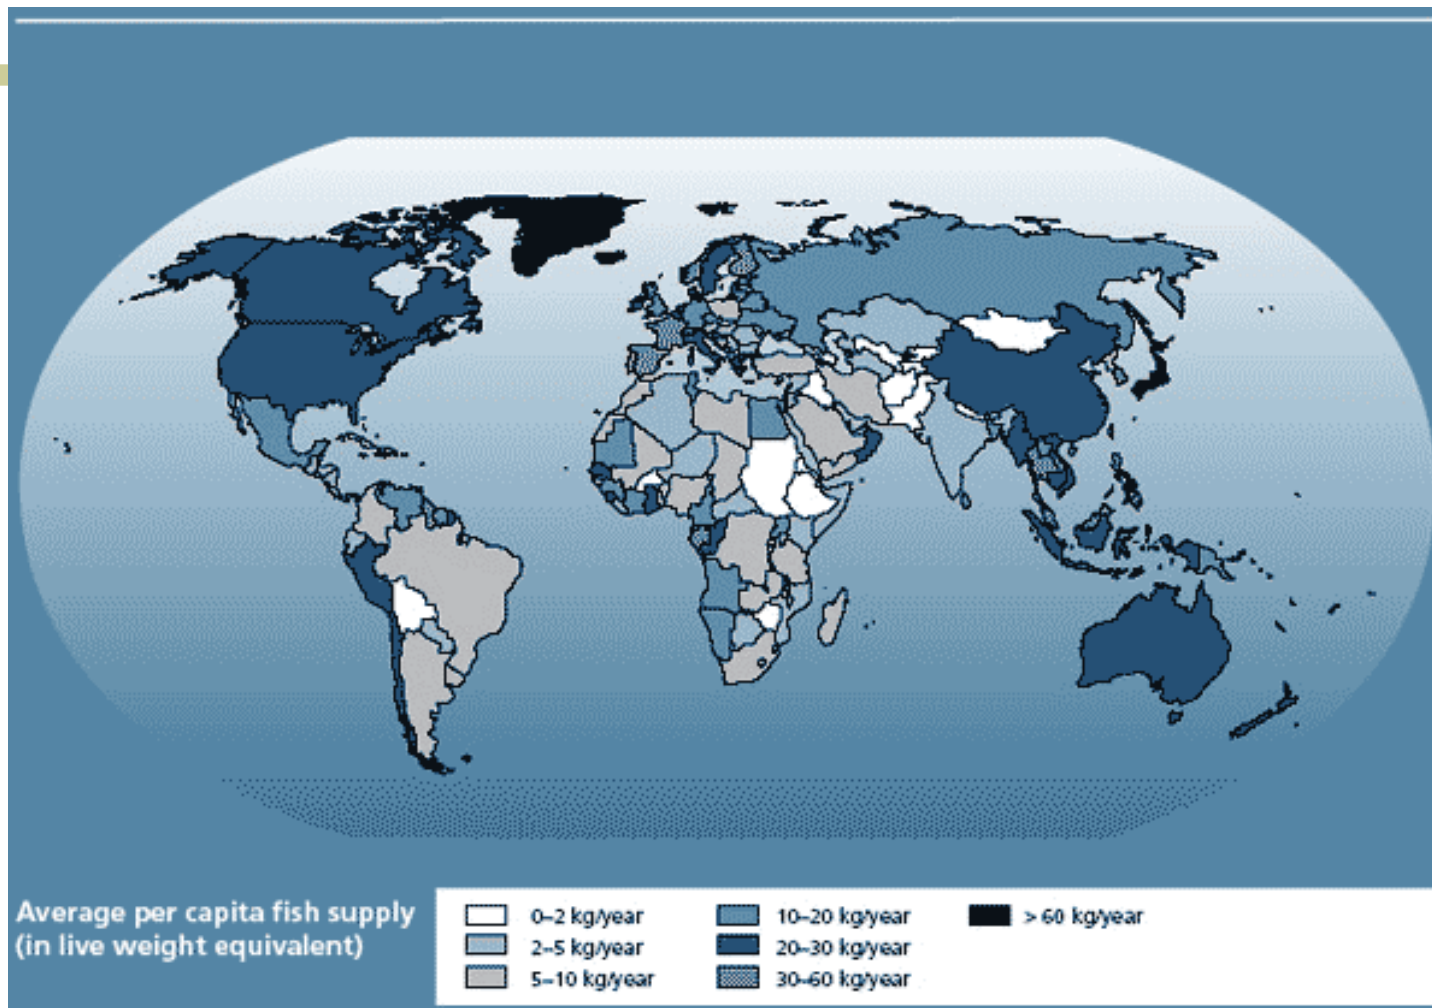 Average per capita fish supply
(in live weight equivalent)
0–2 kg/year
2–5 kg/year
5–10 kg/year
10–20 kg/year
20–30 kg/year
30–60 kg/year
> 60 kg/year